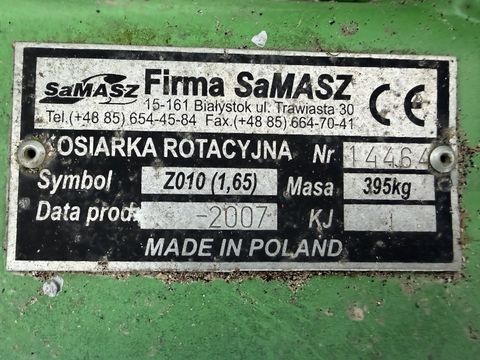 SaMASZ Firma SaMASZ CE
15-161 Białystok ul. Trawiasta 30
Tel.(+48 85) 654-45-84 Fax.(+48 85) 664-70-41
KOSIARKA ROTACYJNA Nr 14464
Symbol Z010 (1,65) Masa 395kg
Data prod. -2007 KJ 1
MADE IN POLAND